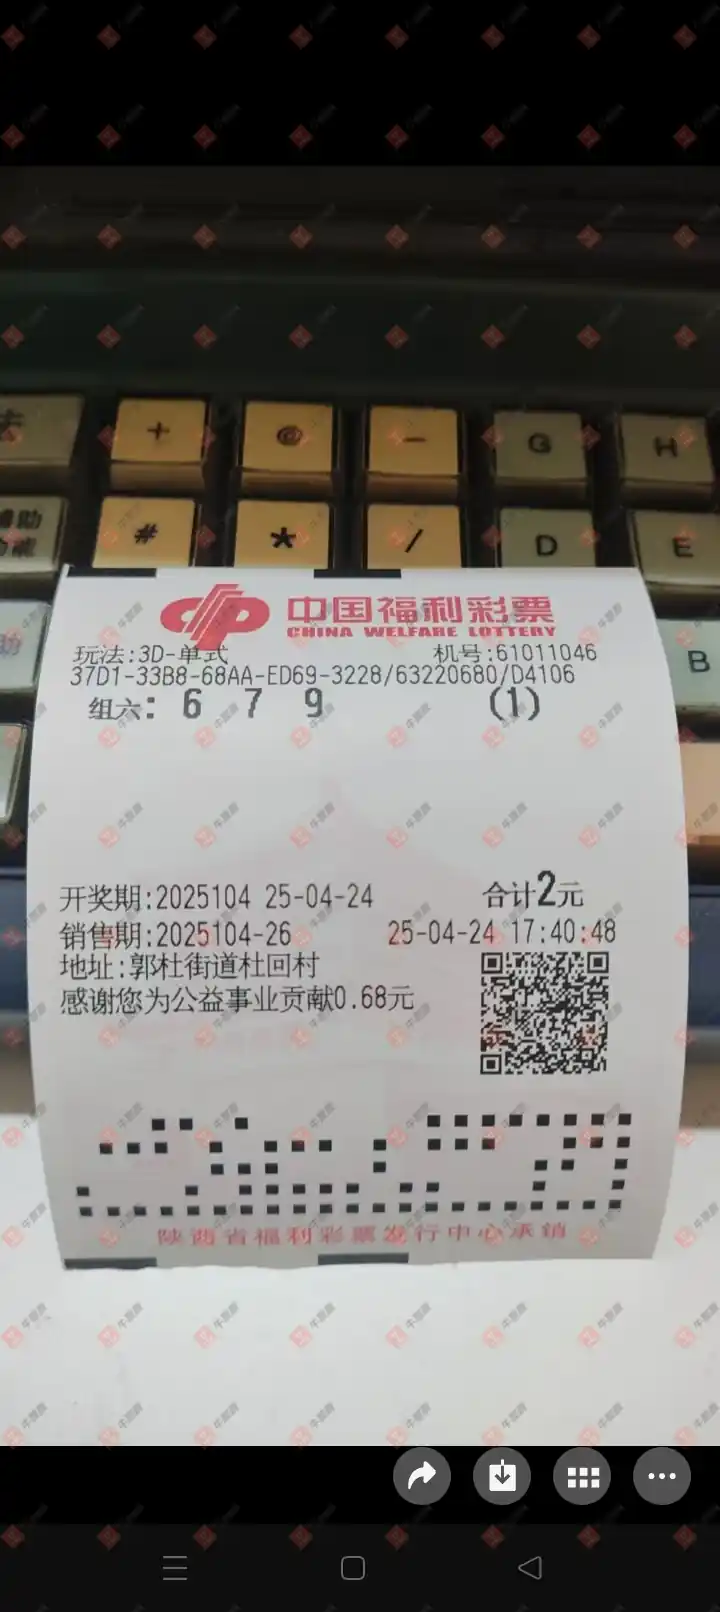 + @ - G H
助 # * / D E
B
中国福利彩票
CHINA WELFARE LOTTERY
玩法:3D-单式 机号:61011046
37D1-33B8-68AA-ED69-3228/63220680/D4106
组六: 6 7 9 (1)
开奖期:2025104 25-04-24 合计2元
销售期:2025104-26 25-04-24 17:40:48
地址:郭杜街道杜回村
感谢您为公益事业贡献0.68元
陕西省福利彩票发行中心承销